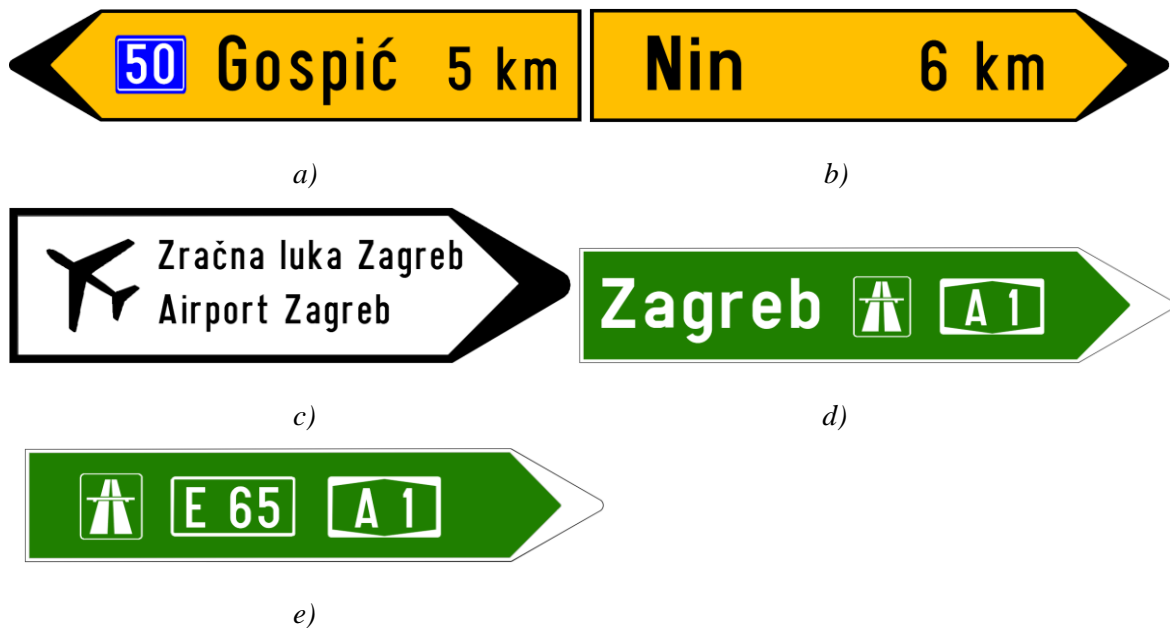 50 Gospić 5 km
Nin 6 km
a)
b)
Zračna luka Zagreb
Airport Zagreb
Zagreb A 1
c)
d)
E 65 A 1
e)